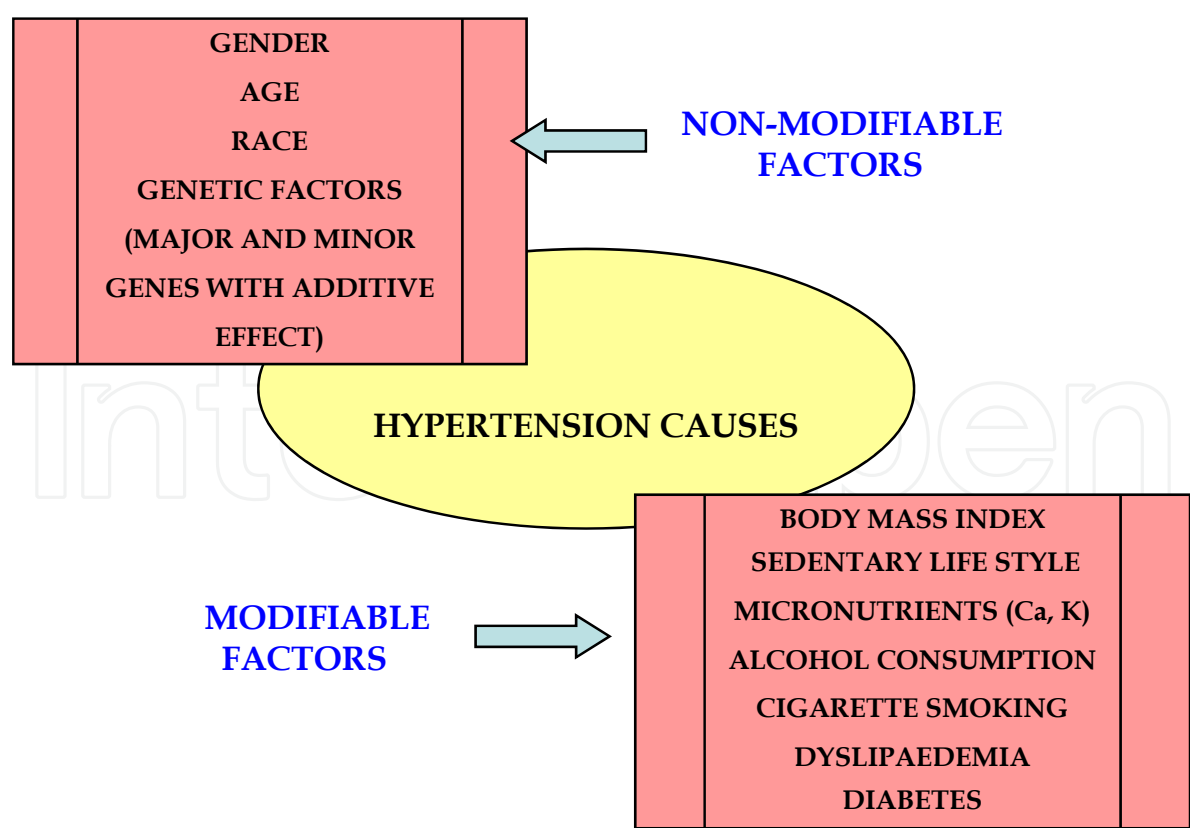 GENDER
AGE
RACE
GENETIC FACTORS
(MAJOR AND MINOR
GENES WITH ADDITIVE
EFFECT)
NON-MODIFIABLE
FACTORS
HYPERTENSION CAUSES
MODIFIABLE
FACTORS
BODY MASS INDEX
SEDENTARY LIFE STYLE
MICRONUTRIENTS (Ca, K)
ALCOHOL CONSUMPTION
CIGARETTE SMOKING
DYSLIPAEDEMIA
DIABETES